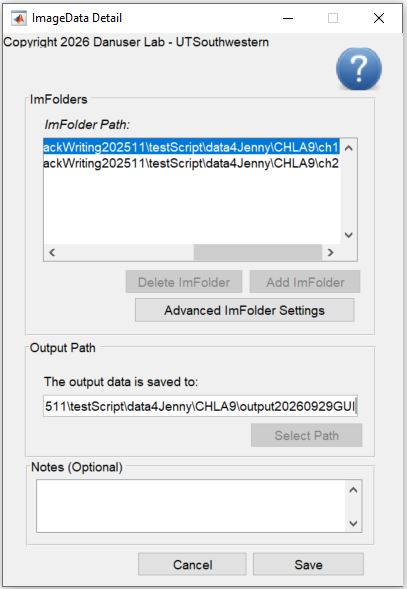 ImageData Detail
Copyright 2026 Danuser Lab - UTSouthwestern
?
ImFolders
ImFolder Path:
ackWriting202511\testScript\data4Jenny\CHLA9\ch1
ackWriting202511\testScript\data4Jenny\CHLA9\ch2
Delete ImFolder Add ImFolder
Advanced ImFolder Settings
Output Path
The output data is saved to:
511\testScript\data4Jenny\CHLA9\output20260929GUI
Select Path
Notes (Optional)
Cancel Save